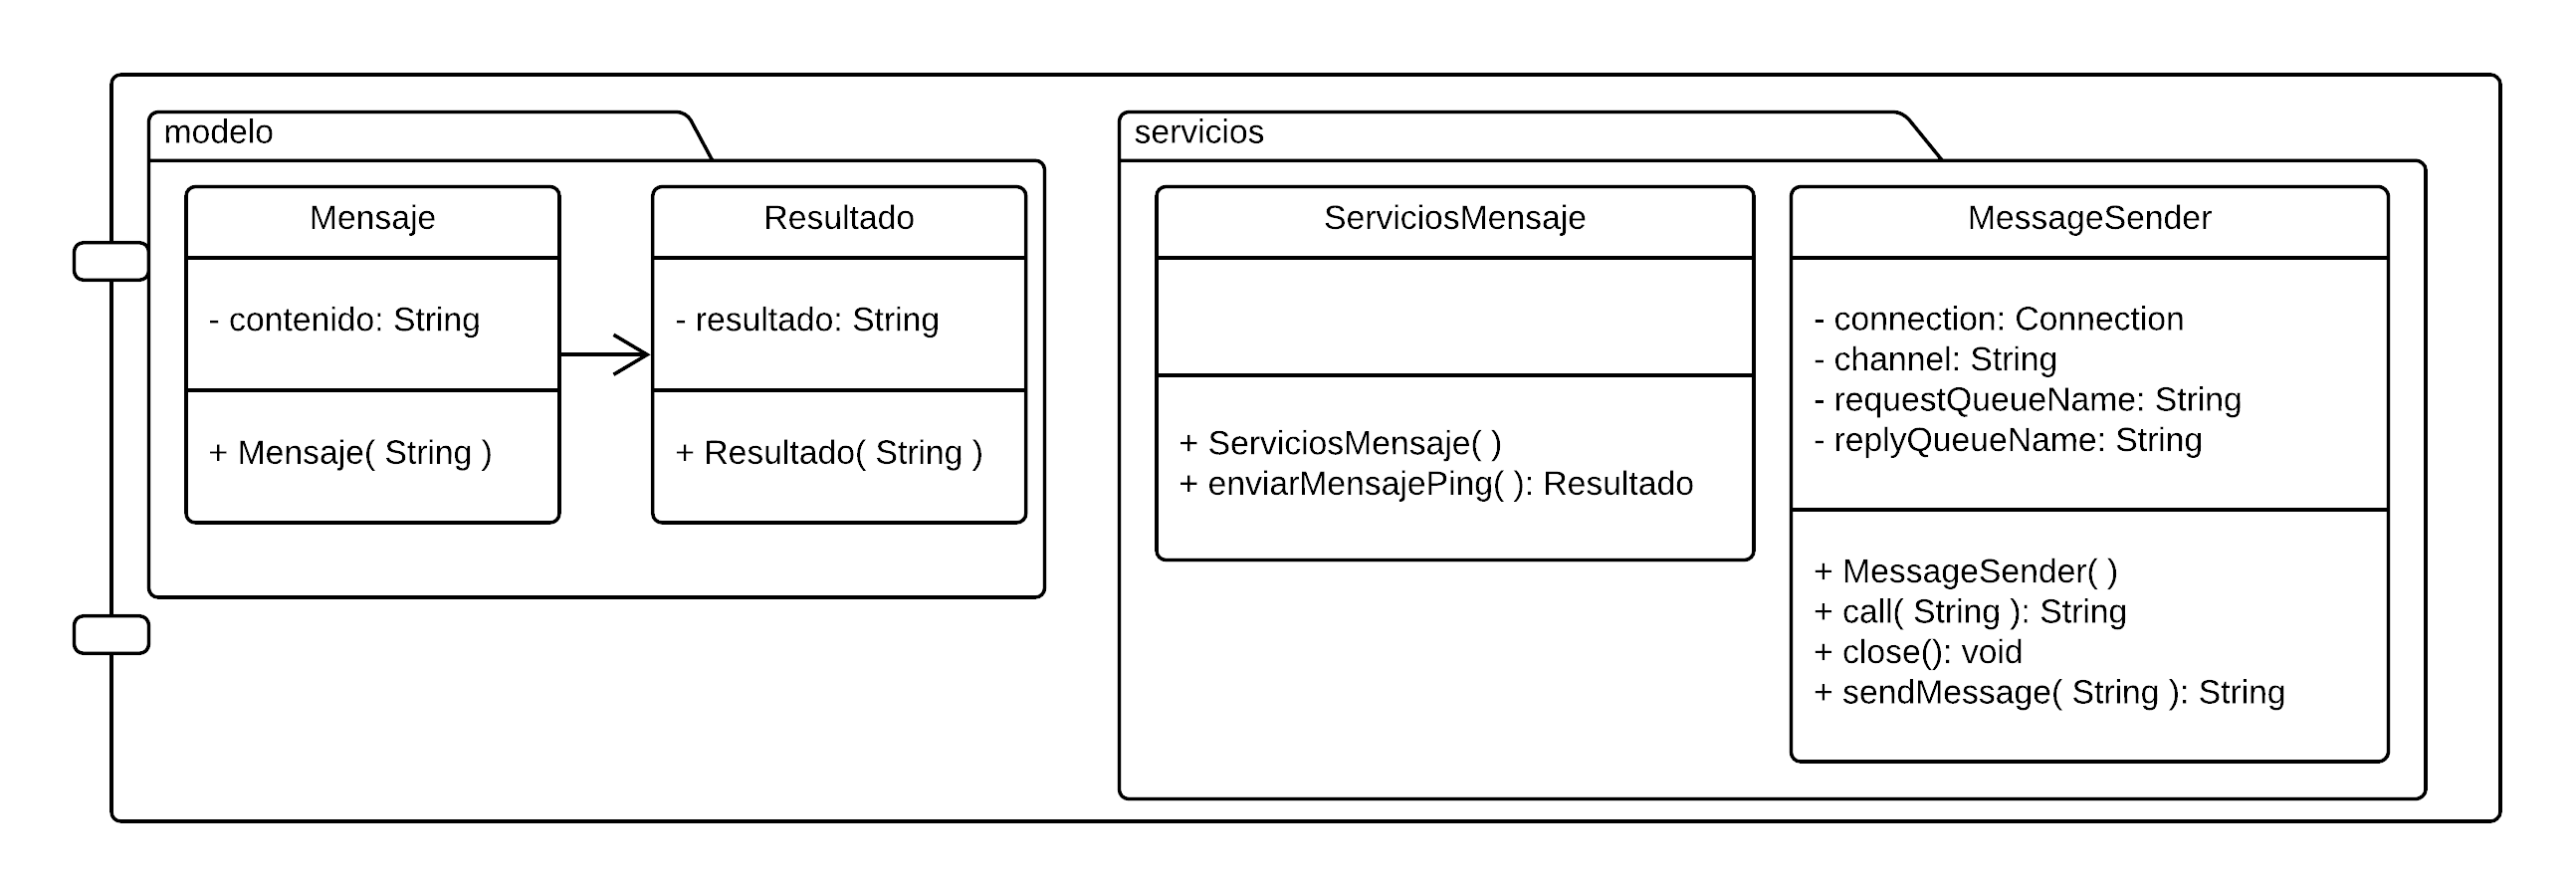 modelo
Mensaje
- contenido: String
+ Mensaje( String )
Resultado
- resultado: String
+ Resultado( String )
servicios
ServiciosMensaje
+ ServiciosMensaje( )
+ enviarMensajePing( ): Resultado
MessageSender
- connection: Connection
- channel: String
- requestQueueName: String
- replyQueueName: String
+ MessageSender( )
+ call( String ): String
+ close(): void
+ sendMessage( String ): String